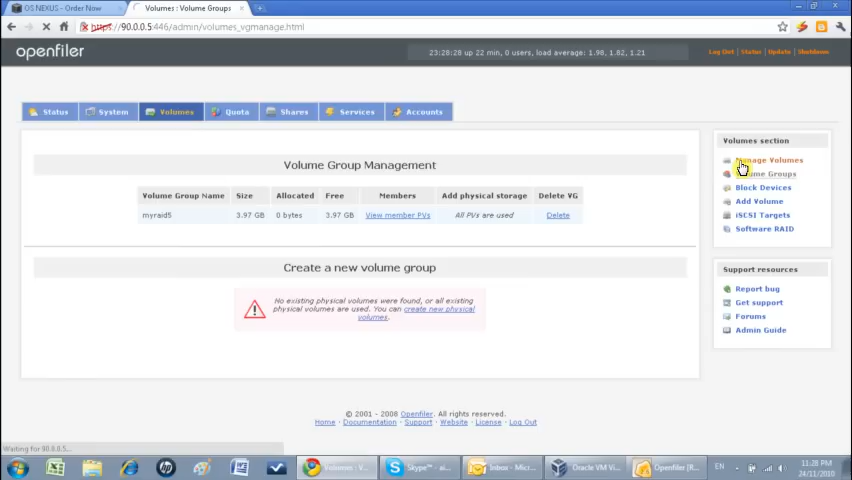 OS NEXUS - Order Now
Volumes : Volume Groups
https://90.0.0.5:446/admin/volumes_vgmanage.html
openfiler
23:28:28 up 22 min, 0 users, load average: 1.98, 1.82, 1.21
Log Out | Status | Update | Shutdown
Status System Volumes Quota Shares Services Accounts
Volume Group Management
Volume Group Name Size Allocated Free Members Add physical storage Delete VG
myraid5 3.97 GB 0 bytes 3.97 GB View member PVs All PVs are used Delete
Create a new volume group
No existing physical volumes were found, or all existing
physical volumes are used. You can create new physical
volumes.
Volumes section
Manage Volumes
Volume Groups
Block Devices
Add Volume
iSCSI Targets
Software RAID
Support resources
Report bug
Get support
Forums
Admin Guide
© 2001 - 2008 Openfiler. All rights reserved.
Home · Documentation · Support · Website · License · Log Out
Waiting for 90.0.0.5...
Volumes : V...
Skype™ - ai...
Inbox - Micr...
Oracle VM Vi...
Openfiler [R...
EN
11:28 PM
24/11/2010